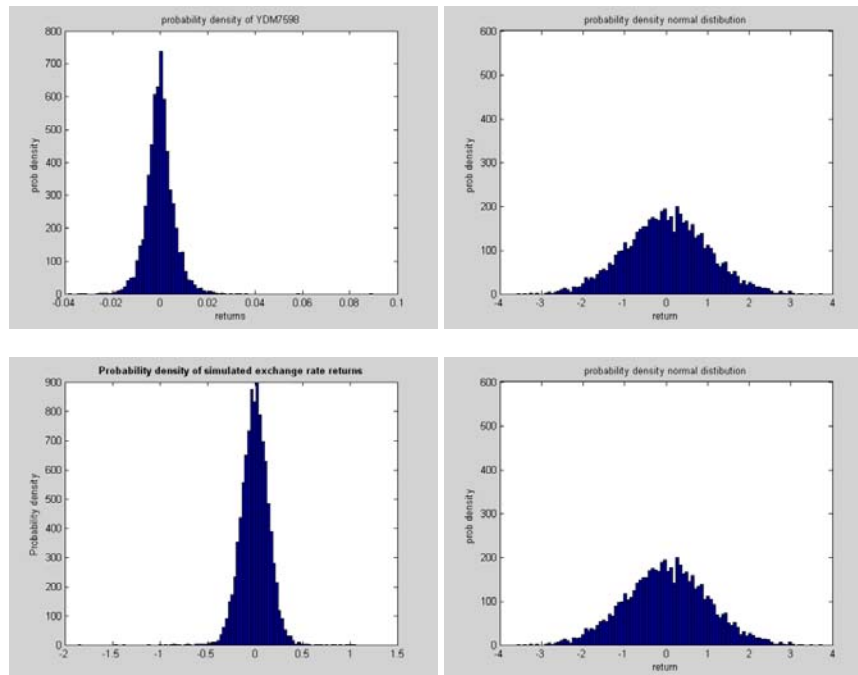 probability density of YDM7598
800
700
600
500
400
300
200
100
0
prob density
-0.04 -0.02 0 0.02 0.04 0.06 0.08 0.1
returns
probability density normal distibution
600
500
400
300
200
100
0
prob density
-4 -3 -2 -1 0 1 2 3 4
return
Probability density of simulated exchange rate returns
900
800
700
600
500
400
300
200
100
0
Probability density
-2 -1.5 -1 -0.5 0 0.5 1 1.5
probability density normal distibution
600
500
400
300
200
100
0
prob density
-4 -3 -2 -1 0 1 2 3 4
return